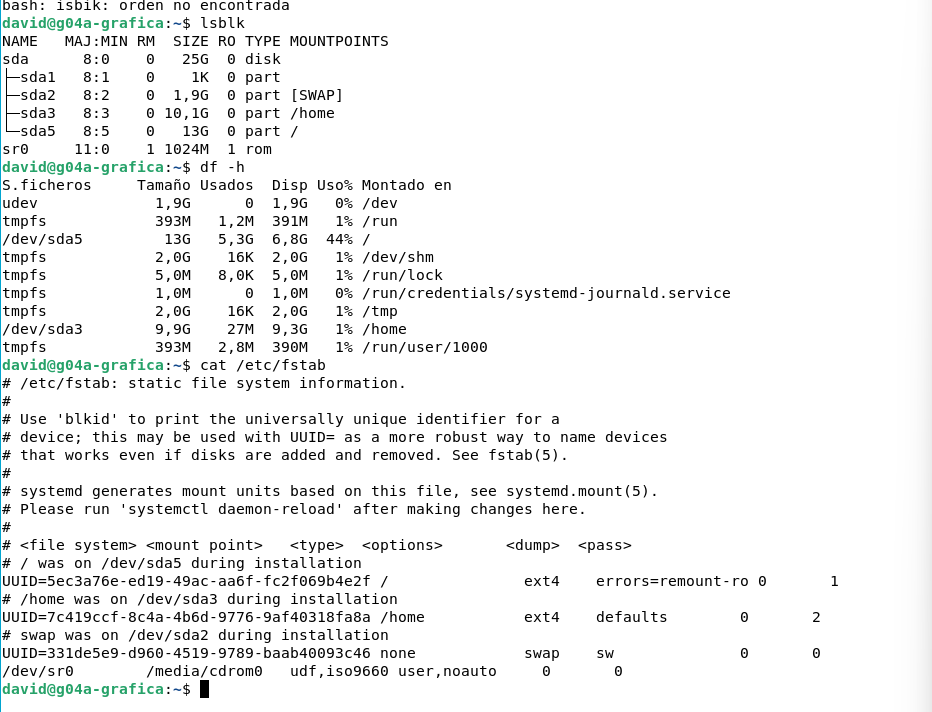 bash: isbik: orden no encontrada
david@g04a-grafica:~$ lsblk
NAME   MAJ:MIN RM  SIZE RO TYPE MOUNTPOINTS
sda      8:0    0   25G  0 disk
├─sda1   8:1    0    1K  0 part
├─sda2   8:2    0  1,9G  0 part [SWAP]
├─sda3   8:3    0 10,1G  0 part /home
└─sda5   8:5    0   13G  0 part /
sr0     11:0    1 1024M  1 rom
david@g04a-grafica:~$ df -h
S.ficheros     Tamaño Usados  Disp Uso% Montado en
udev             1,9G      0  1,9G   0% /dev
tmpfs            393M   1,2M  391M   1% /run
/dev/sda5         13G   5,3G  6,8G  44% /
tmpfs            2,0G    16K  2,0G   1% /dev/shm
tmpfs            5,0M   8,0K  5,0M   1% /run/lock
tmpfs            1,0M      0  1,0M   0% /run/credentials/systemd-journald.service
tmpfs            2,0G    16K  2,0G   1% /tmp
/dev/sda3        9,9G    27M  9,3G   1% /home
tmpfs            393M   2,8M  390M   1% /run/user/1000
david@g04a-grafica:~$ cat /etc/fstab
# /etc/fstab: static file system information.
#
# Use 'blkid' to print the universally unique identifier for a
# device; this may be used with UUID= as a more robust way to name devices
# that works even if disks are added and removed. See fstab(5).
#
# systemd generates mount units based on this file, see systemd.mount(5).
# Please run 'systemctl daemon-reload' after making changes here.
#
# <file system> <mount point>   <type>  <options>       <dump>  <pass>
# / was on /dev/sda5 during installation
UUID=5ec3a76e-ed19-49ac-aa6f-fc2f069b4e2f /               ext4    errors=remount-ro 0       1
# /home was on /dev/sda3 during installation
UUID=7c419ccf-8c4a-4b6d-9776-9af40318fa8a /home           ext4    defaults        0       2
# swap was on /dev/sda2 during installation
UUID=331de5e9-d960-4519-9789-baab40093c46 none            swap    sw              0       0
/dev/sr0        /media/cdrom0   udf,iso9660 user,noauto     0       0
david@g04a-grafica:~$